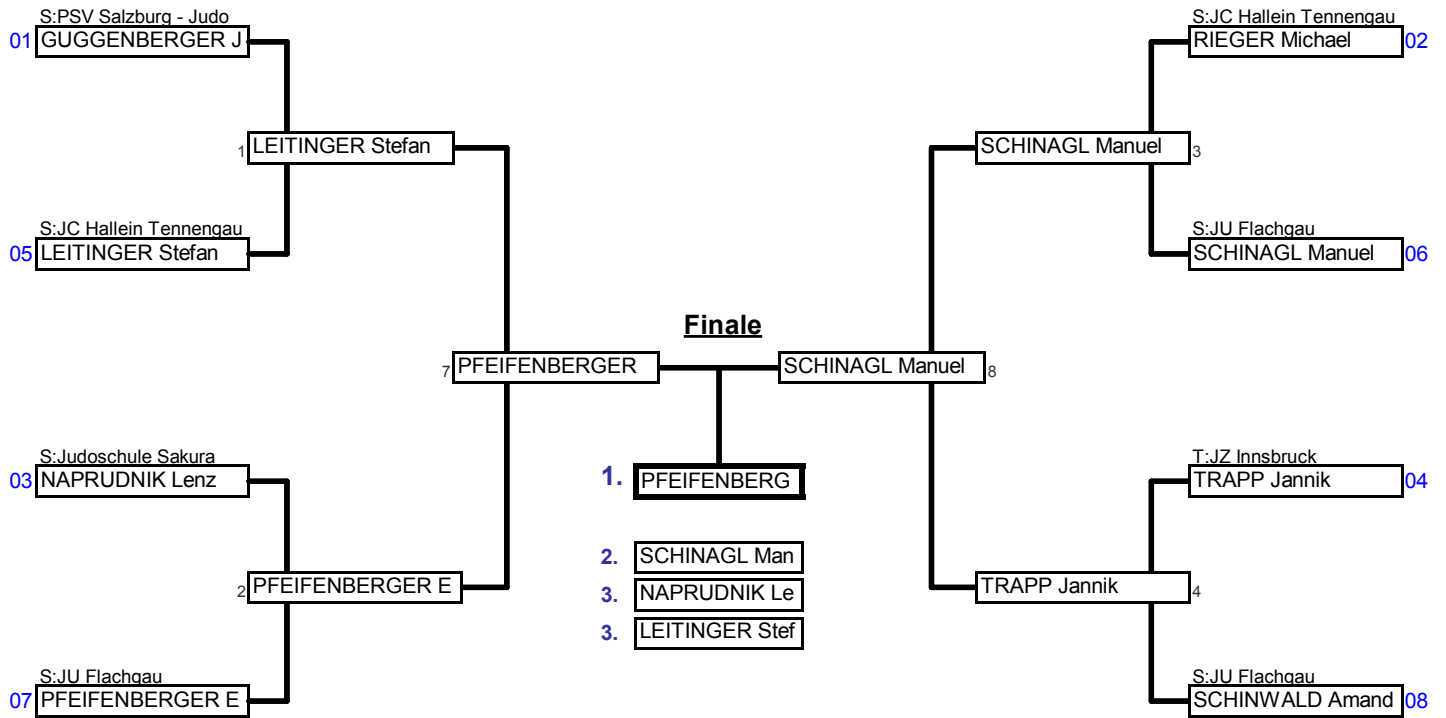 S:PSV Salzburg - Judo
01 GUGGENBERGER J
1 LEITINGER Stefan
S:JC Hallein Tennengau
05 LEITINGER Stefan
7 PFEIFENBERGER
S:Judoschule Sakura
03 NAPRUDNIK Lenz
2 PFEIFENBERGER E
S:JU Flachgau
07 PFEIFENBERGER E
Finale
1. PFEIFENBERG
2. SCHINAGL Man
3. NAPRUDNIK Le
3. LEITINGER Stef
S:JC Hallein Tennengau
RIEGER Michael 02
SCHINAGL Manuel 3
S:JU Flachgau
SCHINAGL Manuel 06
SCHINAGL Manuel 8
T:JZ Innsbruck
TRAPP Jannik 04
TRAPP Jannik 4
S:JU Flachgau
SCHINWALD Amand 08